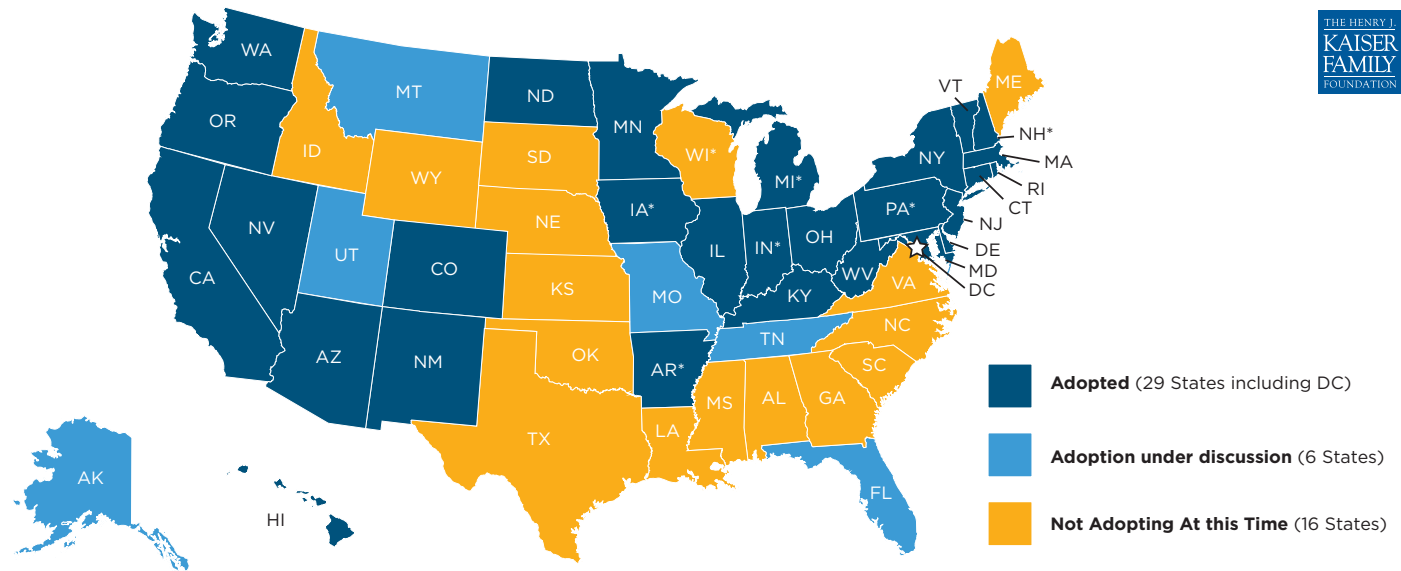 THE HENRY J.
KAISER
FAMILY
FOUNDATION
WA
MT
ND
MN
OR
ID
WY
SD
WI*
MI*
NY
VT
ME
NH*
MA
RI
CT
NJ
DE
MD
DC
NV
UT
CO
NE
IA*
IL
IN*
OH
PA*
WV
VA
CA
KS
MO
KY
NC
TN
SC
AZ
NM
OK
AR*
MS
AL
GA
TX
LA
FL
AK
HI
Adopted (29 States including DC)
Adoption under discussion (6 States)
Not Adopting At this Time (16 States)